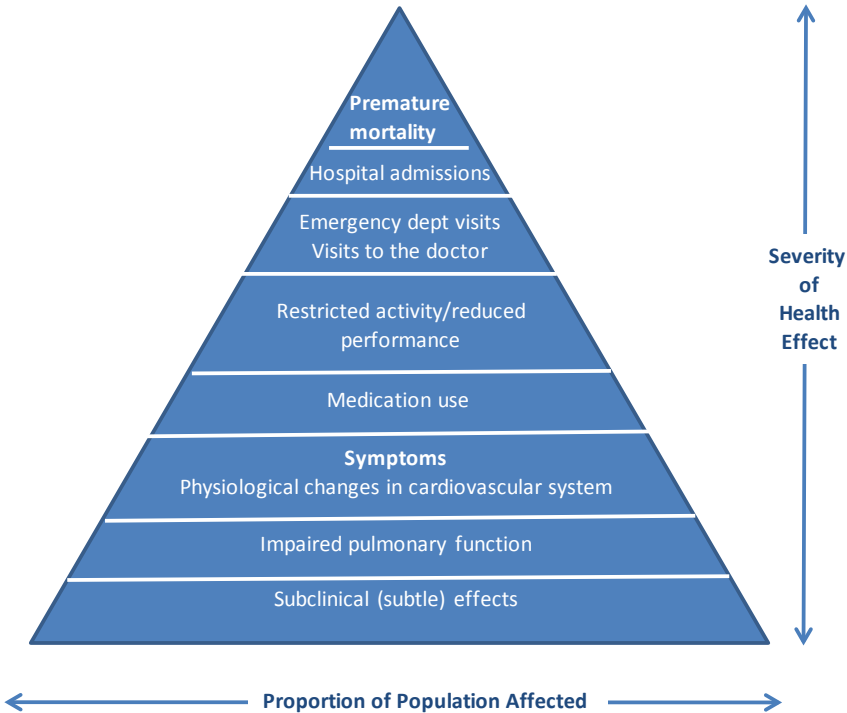 Premature
mortality
Hospital admissions
Emergency dept visits
Visits to the doctor
Restricted activity/reduced
performance
Medication use
Symptoms
Physiological changes in cardiovascular system
Impaired pulmonary function
Subclinical (subtle) effects
Severity
of
Health
Effect
Proportion of Population Affected